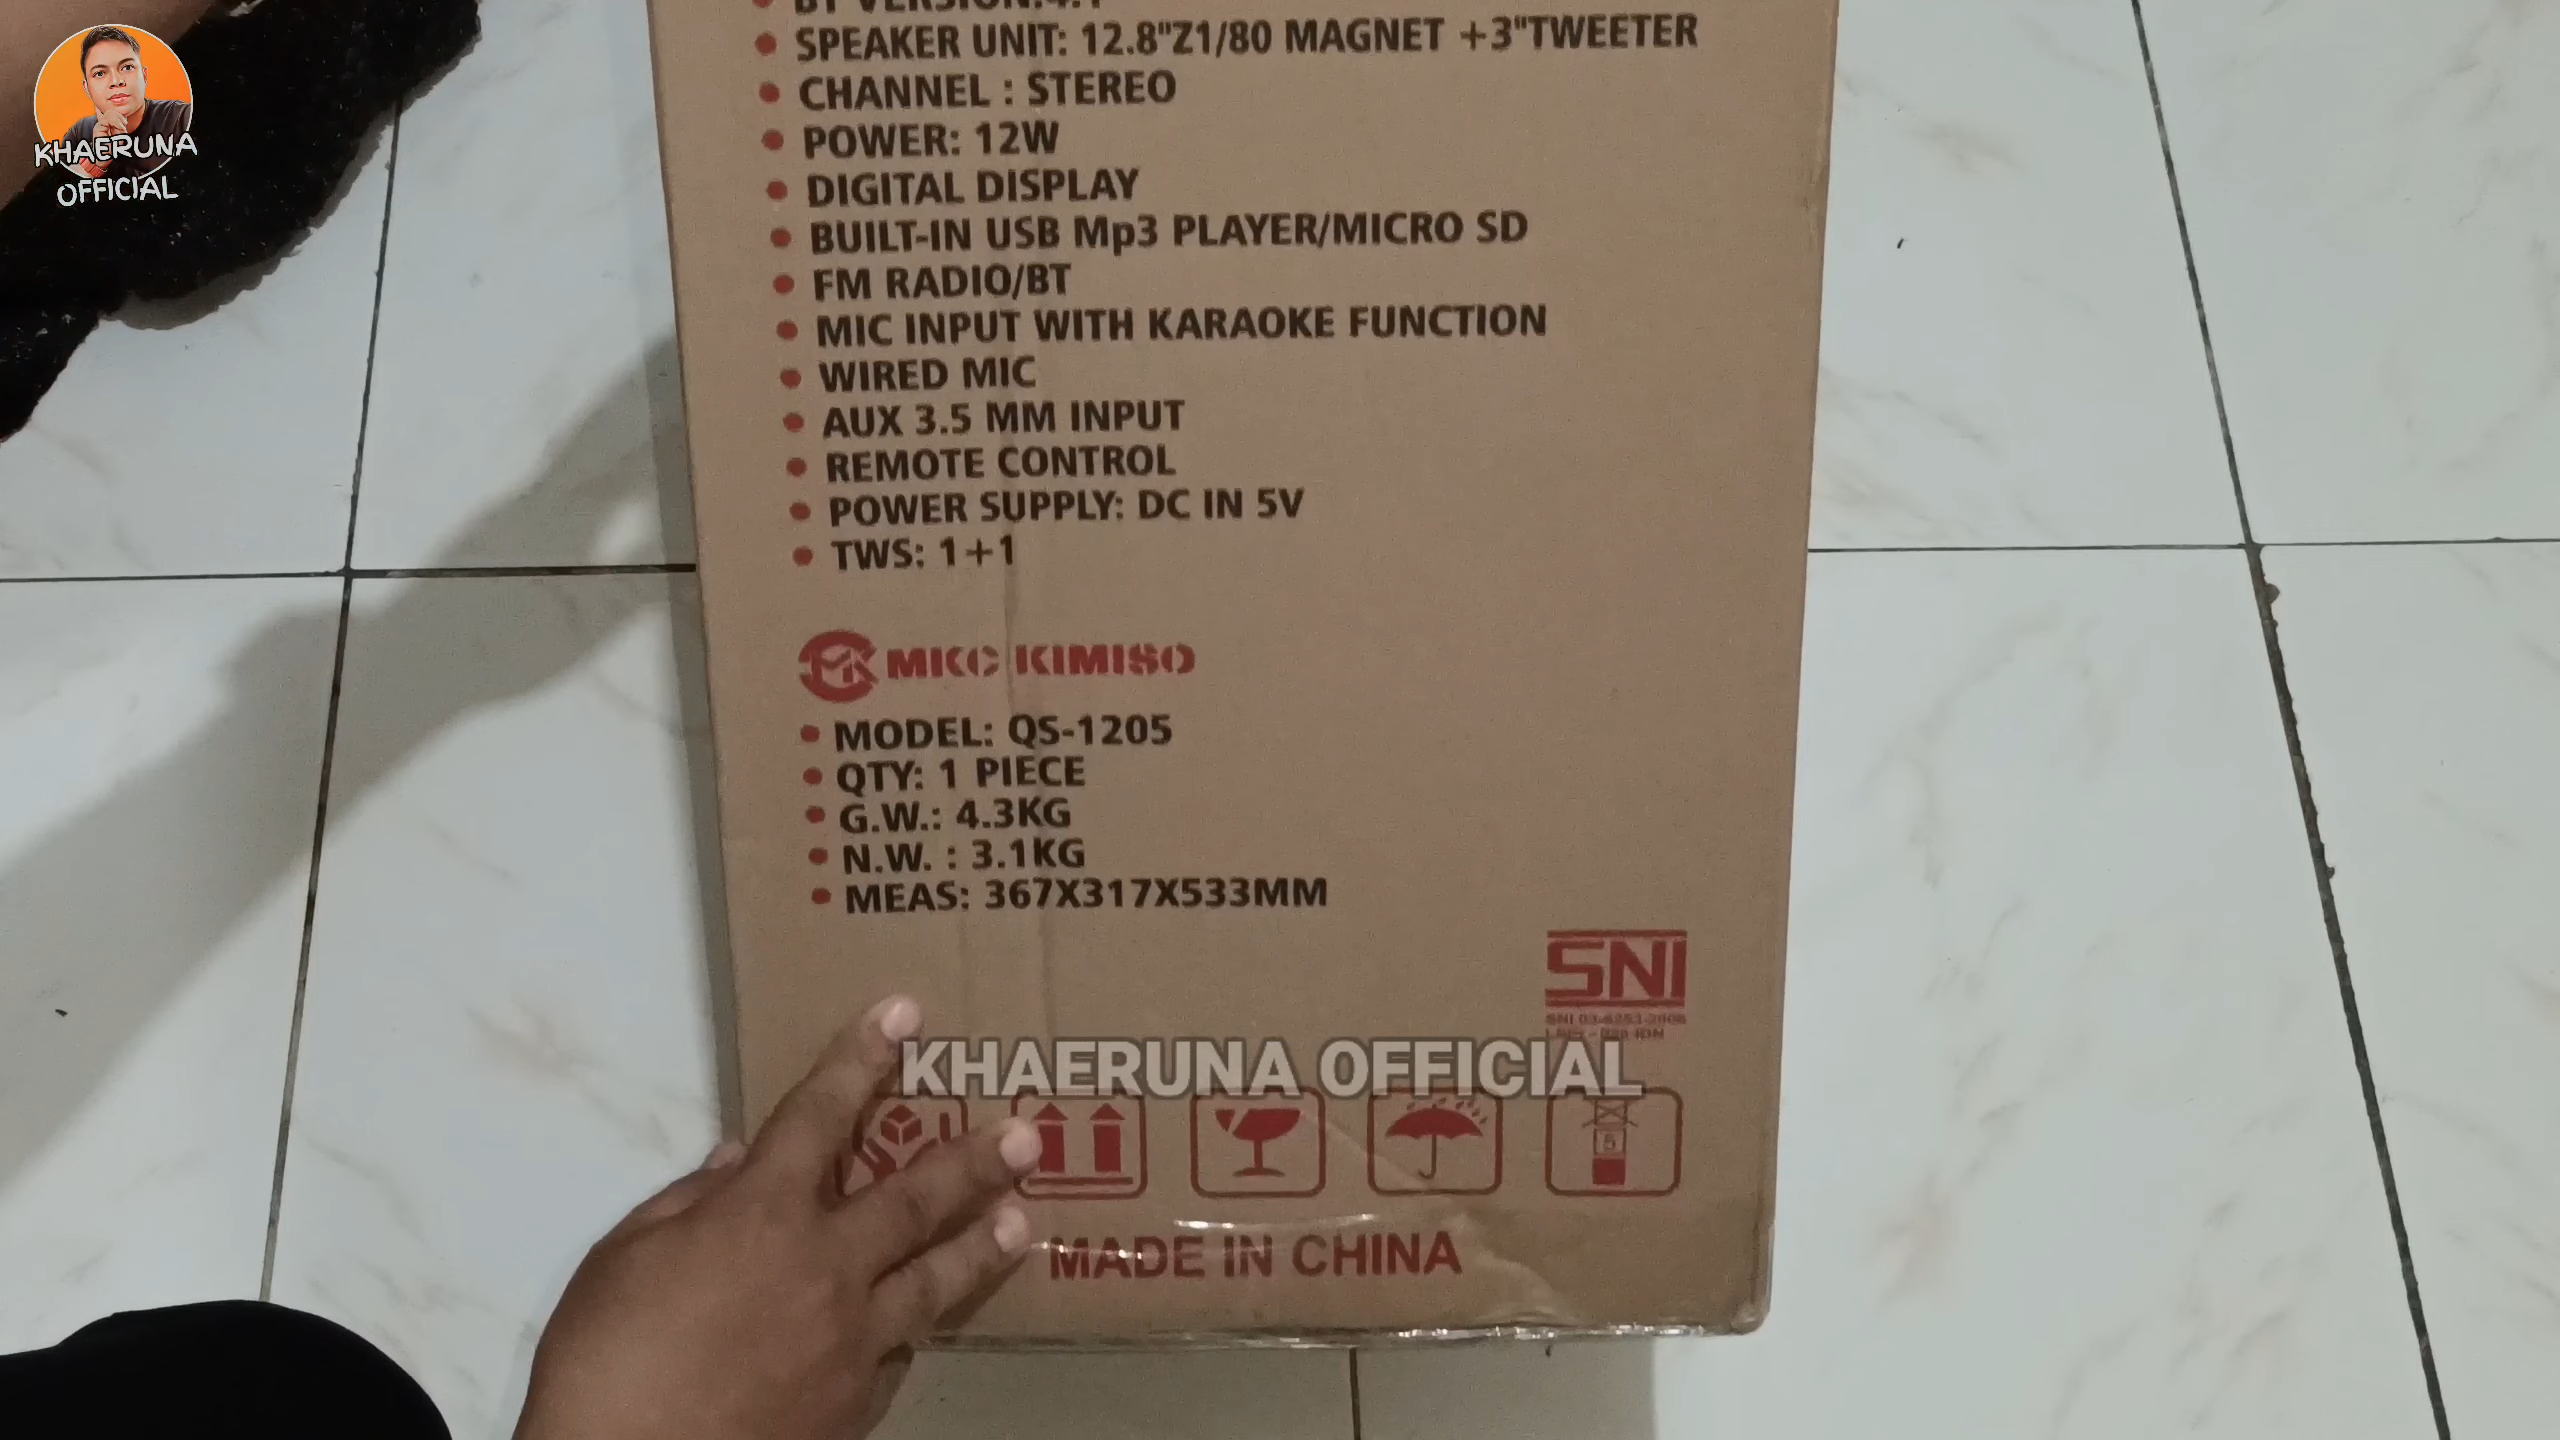 KHAERUNA
OFFICIAL
SPEAKER UNIT: 12.8"Z1/80 MAGNET +3"TWEETER
CHANNEL : STEREO
POWER: 12W
DIGITAL DISPLAY
BUILT-IN USB Mp3 PLAYER/MICRO SD
FM RADIO/BT
MIC INPUT WITH KARAOKE FUNCTION
WIRED MIC
AUX 3.5 MM INPUT
REMOTE CONTROL
POWER SUPPLY: DC IN 5V
TWS: 1+1
MKC KIMISO
MODEL: QS-1205
QTY: 1 PIECE
G.W.: 4.3KG
N.W. : 3.1KG
MEAS: 367X317X533MM
SNI
KHAERUNA OFFICIAL
5
MADE IN CHINA